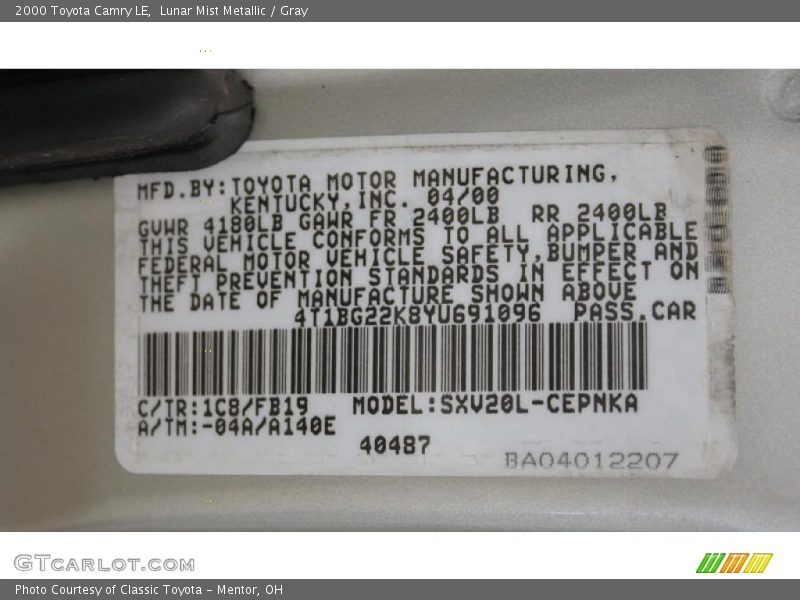 2000 Toyota Camry LE,  Lunar Mist Metallic / Gray
MFD.BY:TOYOTA MOTOR MANUFACTURING,
KENTUCKY,INC. 04/00
GVWR 4180LB GAWR FR 2400LB RR 2400LB
THIS VEHICLE CONFORMS TO ALL APPLICABLE
FEDERAL MOTOR VEHICLE SAFETY,BUMPER AND
THEFT PREVENTION STANDARDS IN EFFECT ON
THE DATE OF MANUFACTURE SHOWN ABOVE
4T1BG22K8YU691096 PASS.CAR
C/TR:1C8/FB19 MODEL:SXV20L-CEPNKA
A/TM:-04A/A140E
40487
BA04012207
GTCARLOT.COM
Photo Courtesy of Classic Toyota - Mentor, OH